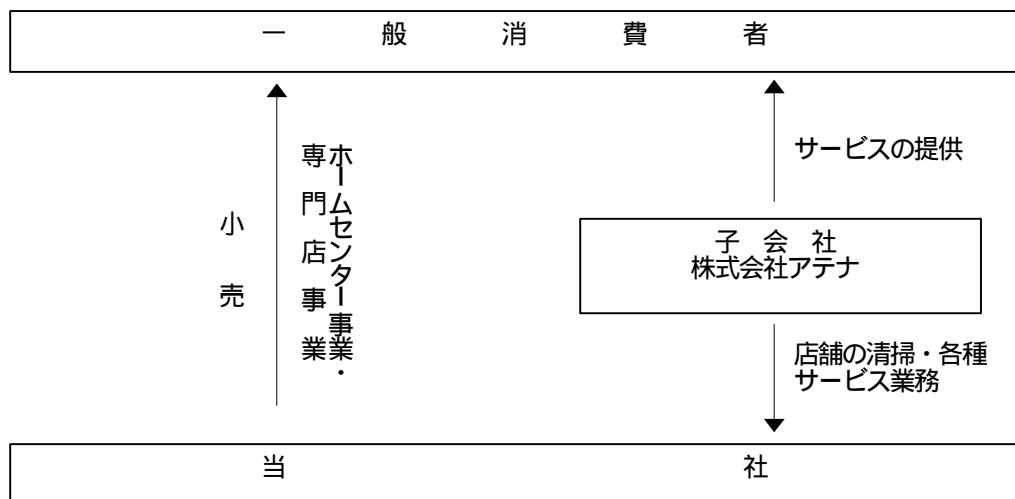 一般消費者
小売
ホームセンター事業・
専門店事業
サービスの提供
子会社
株式会社アテナ
店舗の清掃・各種
サービス業務
当社